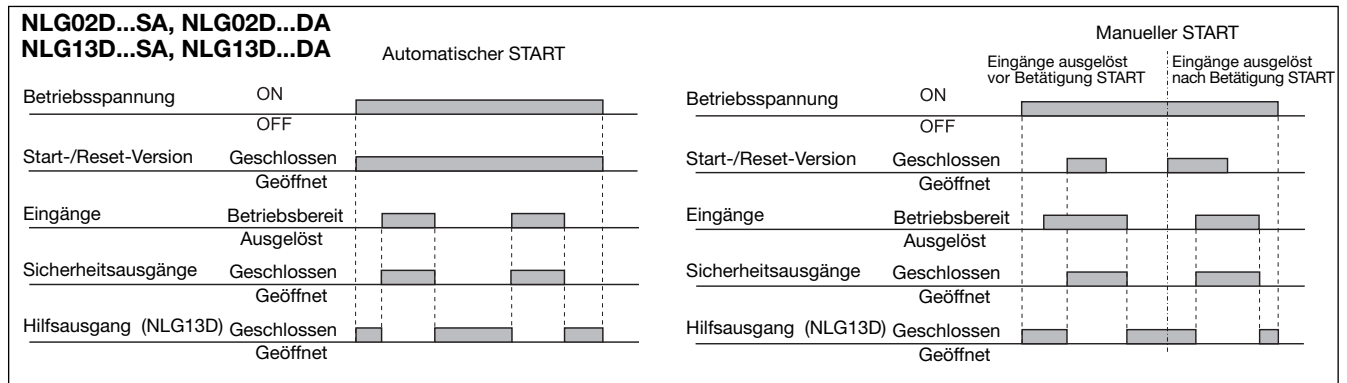 NLG02D...SA, NLG02D...DA
NLG13D...SA, NLG13D...DA
Automatischer START
Betriebsspannung ON
OFF
Start-/Reset-Version Geschlossen
Geöffnet
Eingänge Betriebsbereit
Ausgelöst
Sicherheitsausgänge Geschlossen
Geöffnet
Hilfsausgang (NLG13D) Geschlossen
Geöffnet
Manueller START
Eingänge ausgelöst
vor Betätigung START
Eingänge ausgelöst
nach Betätigung START
Betriebsspannung ON
OFF
Start-/Reset-Version Geschlossen
Geöffnet
Eingänge Betriebsbereit
Ausgelöst
Sicherheitsausgänge Geschlossen
Geöffnet
Hilfsausgang (NLG13D) Geschlossen
Geöffnet